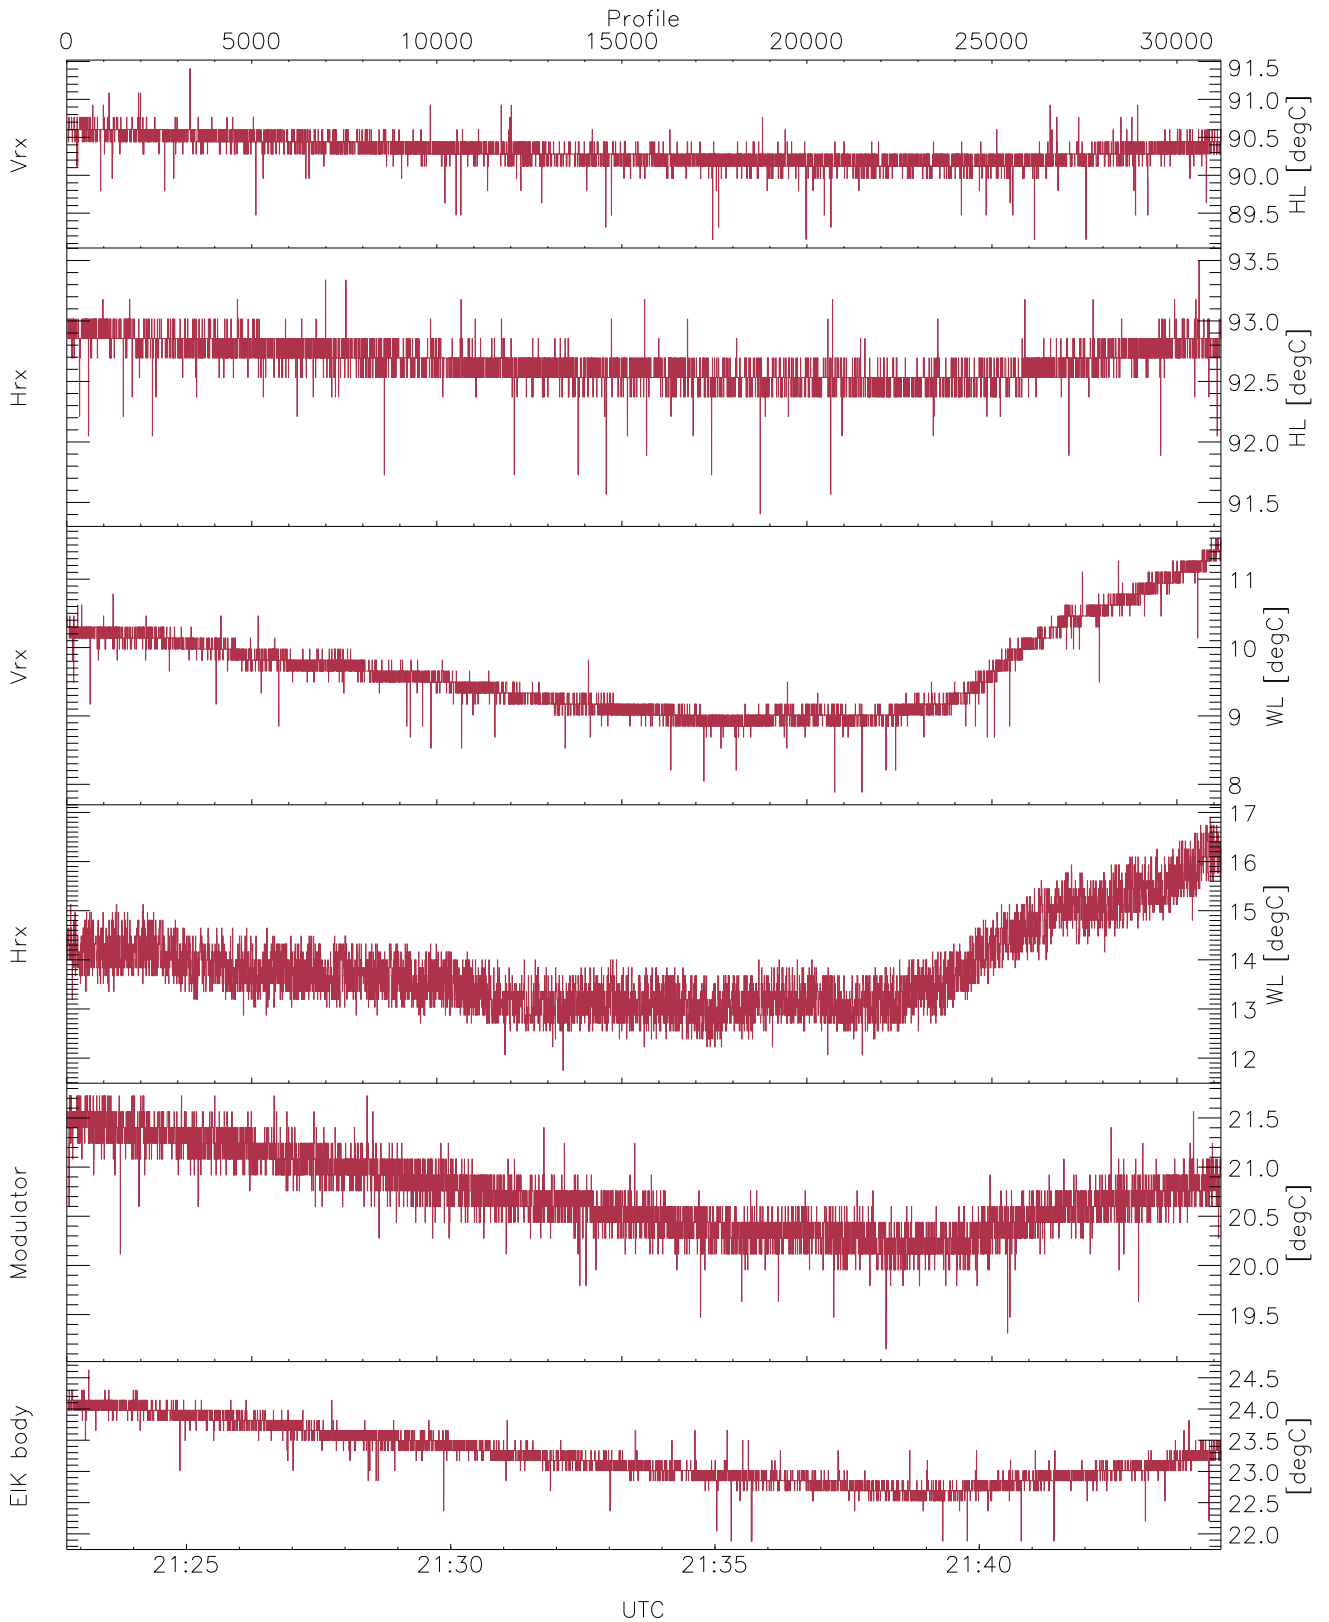 Profile
0 5000 10000 15000 20000 25000 30000
Vrx
91.5
91.0
90.5
90.0
89.5
HL [degC]
Hrx
93.5
93.0
92.5
92.0
91.5
HL [degC]
Vrx
11
10
9
8
WL [degC]
Hrx
17
16
15
14
13
12
WL [degC]
Modulator
21.5
21.0
20.5
20.0
19.5
[degC]
EIK body
24.5
24.0
23.5
23.0
22.5
22.0
[degC]
21:25 21:30 21:35 21:40
UTC